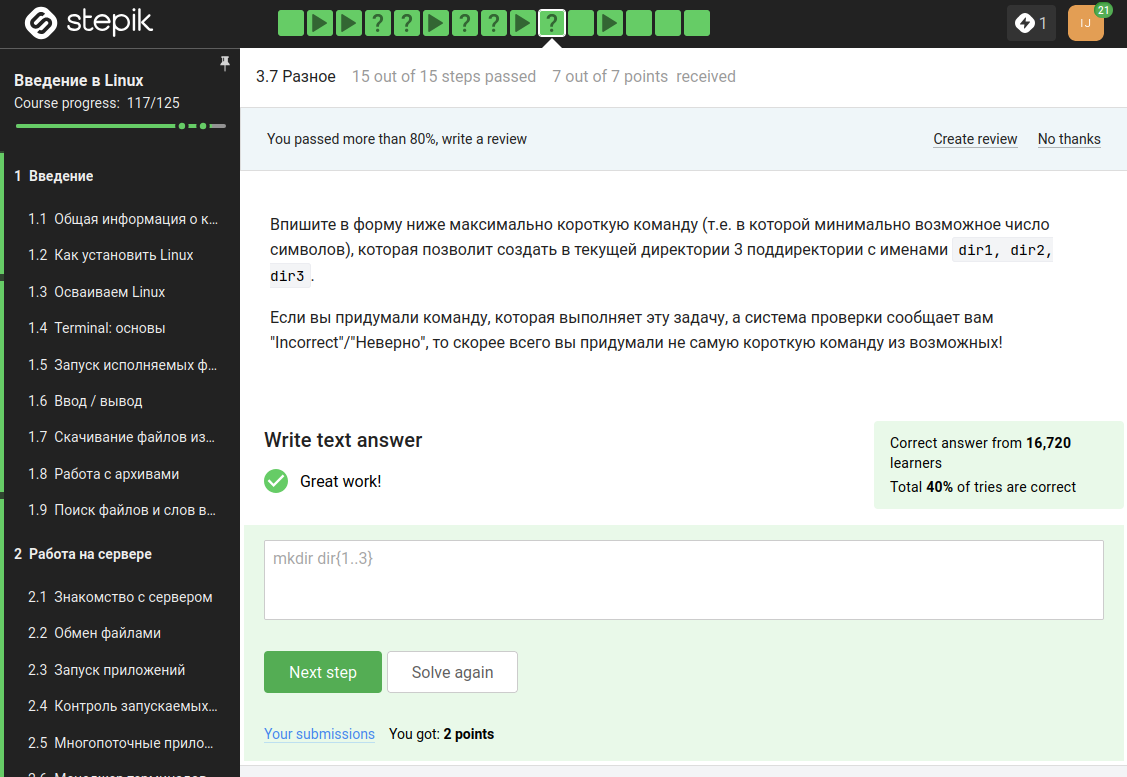 stepik
? ? ? ? ?
1
IJ
21
Введение в Linux
Course progress: 117/125
1 Введение
1.1 Общая информация о к...
1.2 Как установить Linux
1.3 Осваиваем Linux
1.4 Terminal: основы
1.5 Запуск исполняемых ф...
1.6 Ввод / вывод
1.7 Скачивание файлов из...
1.8 Работа с архивами
1.9 Поиск файлов и слов в...
2 Работа на сервере
2.1 Знакомство с сервером
2.2 Обмен файлами
2.3 Запуск приложений
2.4 Контроль запускаемых...
2.5 Многопоточные прило...
3.7 Разное 15 out of 15 steps passed 7 out of 7 points received
You passed more than 80%, write a review
Create review No thanks
Впишите в форму ниже максимально короткую команду (т.е. в которой минимально возможное число
символов), которая позволит создать в текущей директории 3 поддиректории с именами dir1, dir2,
dir3 .
Если вы придумали команду, которая выполняет эту задачу, а система проверки сообщает вам
"Incorrect"/"Неверно", то скорее всего вы придумали не самую короткую команду из возможных!
Write text answer
Great work!
Correct answer from 16,720
learners
Total 40% of tries are correct
mkdir dir{1..3}
Next step Solve again
Your submissions You got: 2 points